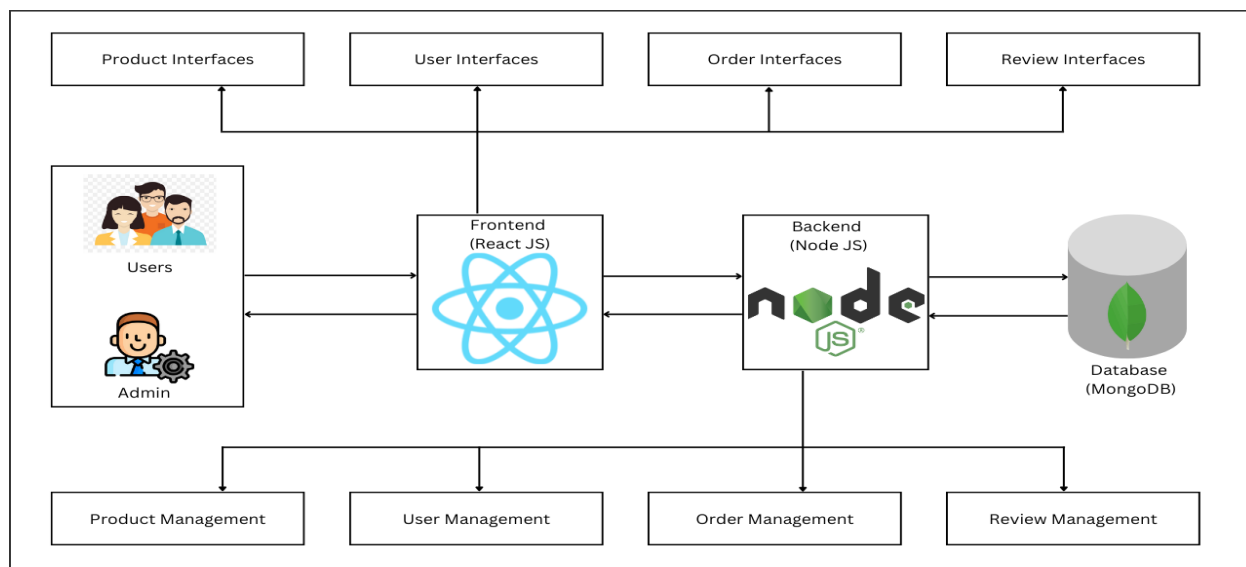 Product Interfaces
User Interfaces
Order Interfaces
Review Interfaces
Users
Admin
Frontend
(React JS)
Backend
(Node JS)
node
JS
®
Database
(MongoDB)
Product Management
User Management
Order Management
Review Management